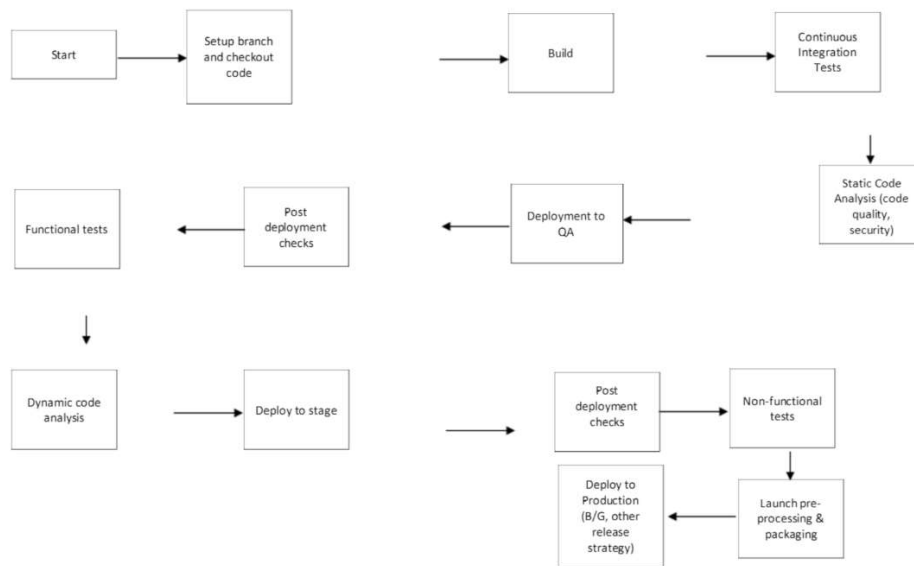 Start
Setup branch
and checkout
code
Build
Continuous
Integration
Tests
Static Code
Analysis (code
quality,
security)
Deployment to
QA
Post
deployment
checks
Functional tests
Dynamic code
analysis
Deploy to stage
Post
deployment
checks
Non-functional
tests
Launch pre-
processing &
packaging
Deploy to
Production
(B/G, other
release
strategy)